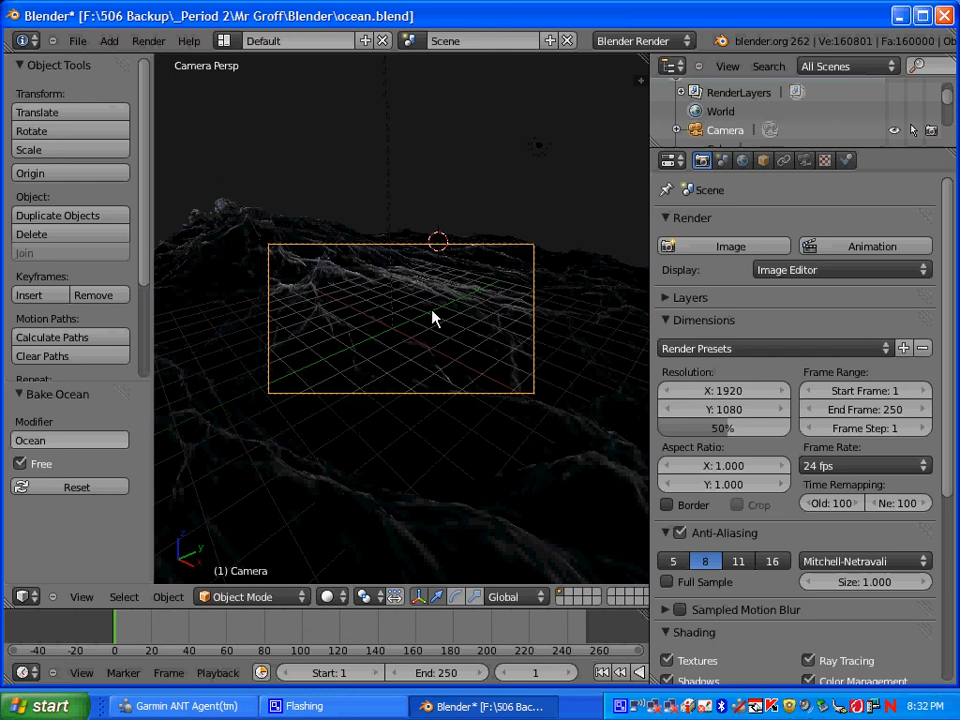 Blender* [F:\506 Backup\_Period 2\Mr Groff\Blender\ocean.blend]
File Add Render Help Default Scene Blender Render blender.org 262 | Ve:160801 | Fa:160000 | Ob
Object Tools
Transform:
Translate
Rotate
Scale
Origin
Object:
Duplicate Objects
Delete
Join
Keyframes:
Insert Remove
Motion Paths:
Calculate Paths
Clear Paths
Repeat:
Bake Ocean
Modifier
Ocean
Free
Reset
Camera Persp
(1) Camera
z
y
x
View Search All Scenes
RenderLayers
World
Camera
Scene
Render
Image Animation
Display: Image Editor
Layers
Dimensions
Render Presets
Resolution: Frame Range:
X: 1920 Start Frame: 1
Y: 1080 End Frame: 250
50% Frame Step: 1
Aspect Ratio: Frame Rate:
X: 1.000 24 fps
Y: 1.000 Time Remapping:
Border Crop Old: 100 Ne: 100
Anti-Aliasing
5 8 11 16 Mitchell-Netravali
Full Sample Size: 1.000
Sampled Motion Blur
Shading
Textures Ray Tracing
Shadows Color Management
View Select Object Object Mode Global
-40 -20 0 20 40 60 80 100 120 140 160 180 200 220 240 260
View Marker Frame Playback Start: 1 End: 250 1
start Garmin ANT Agent(tm) Flashing Blender* [F:\506 Bac... 8:32 PM